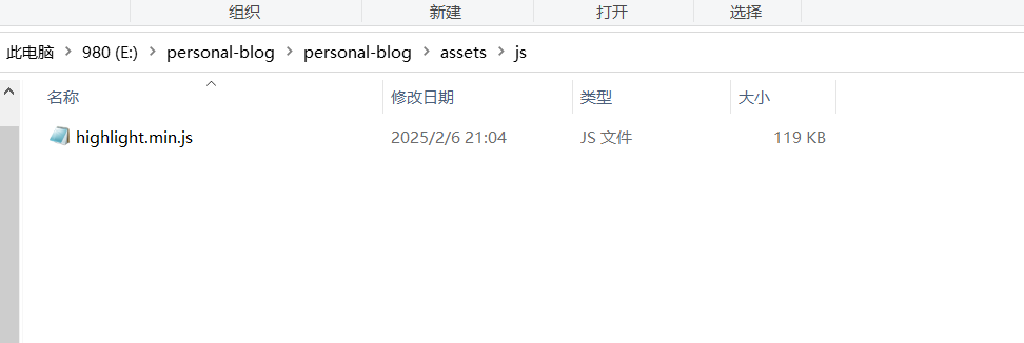 组织 新建 打开 选择
此电脑 > 980 (E:) > personal-blog > personal-blog > assets > js
名称 修改日期 类型 大小
highlight.min.js 2025/2/6 21:04 JS 文件 119 KB